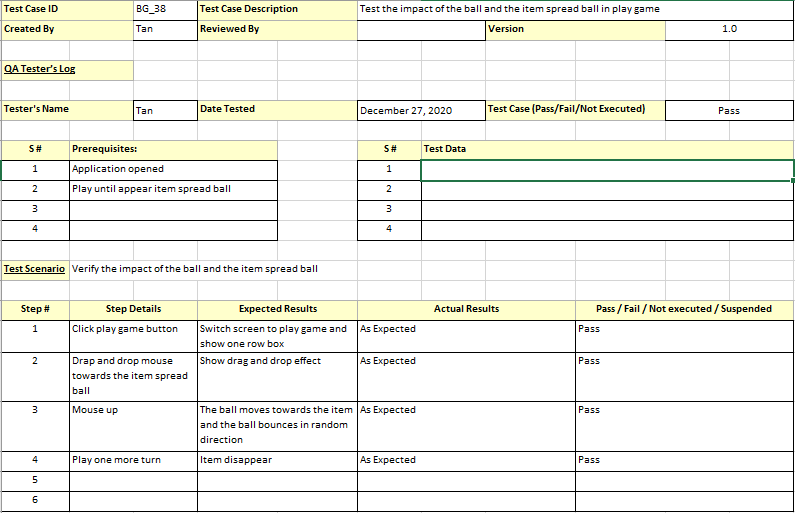 Test Case ID BG_38 Test Case Description Test the impact of the ball and the item spread ball in play game
Created By Tan Reviewed By Version 1.0
QA Tester's Log
Tester's Name Tan Date Tested December 27, 2020 Test Case (Pass/Fail/Not Executed) Pass
S # Prerequisites: S # Test Data
1 Application opened 1
2 Play until appear item spread ball 2
3 3
4 4
Test Scenario Verify the impact of the ball and the item spread ball
Step # Step Details Expected Results Actual Results Pass / Fail / Not executed / Suspended
1 Click play game button Switch screen to play game and As Expected Pass
show one row box
2 Drap and drop mouse Show drag and drop effect As Expected Pass
towards the item spread
ball
3 Mouse up The ball moves towards the item As Expected Pass
and the ball bounces in random
direction
4 Play one more turn Item disappear As Expected Pass
5
6